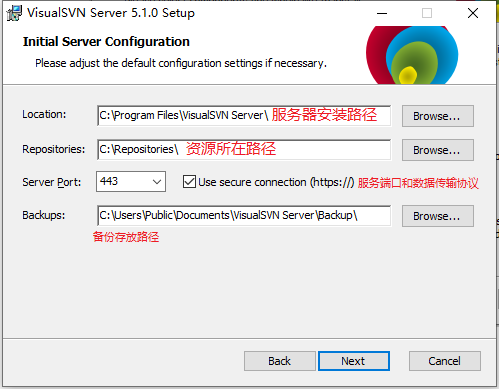 VisualSVN Server 5.1.0 Setup
Initial Server Configuration
Please adjust the default configuration settings if necessary.
Location: C:\Program Files\VisualSVN Server\ 服务器安装路径 Browse...
Repositories: C:\Repositories\ 资源所在路径 Browse...
Server Port: 443 Use secure connection (https://) 服务端口和数据传输协议
Backups: C:\Users\Public\Documents\VisualSVN Server\Backup\ Browse...
备份存放路径
Back Next Cancel